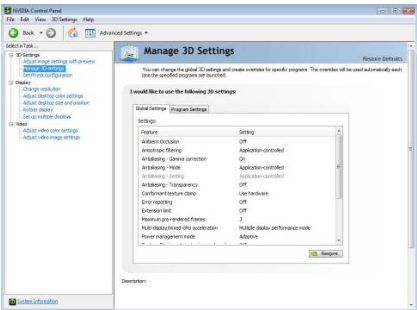 NVIDIA Control Panel
File Edit View 3D Settings Help
Back
Advanced Settings
Select a Task...
3D Settings
Adjust image settings with preview
Manage 3D settings
Set PhysX configuration
Display
Change resolution
Adjust desktop color settings
Adjust desktop size and position
Rotate display
Set up multiple displays
Video
Adjust video color settings
Adjust video image settings
System Information
Manage 3D Settings
Restore Defaults
You can change the global 3D settings and create overrides for specific programs. The overrides will be used automatically each time the specified programs are launched.
I would like to use the following 3D settings:
Global Settings Program Settings
Settings:
Feature Setting
Ambient Occlusion Off
Anisotropic filtering Application-controlled
Antialiasing - Gamma correction On
Antialiasing - Mode Application-controlled
Antialiasing - Setting Application-controlled
Antialiasing - Transparency Off
Conformant texture clamp Use hardware
Error reporting Off
Extension limit Off
Maximum pre-rendered frames 3
Multi-display/mixed-GPU acceleration Multiple display performance mode
Power management mode Adaptive
Restore
Description: